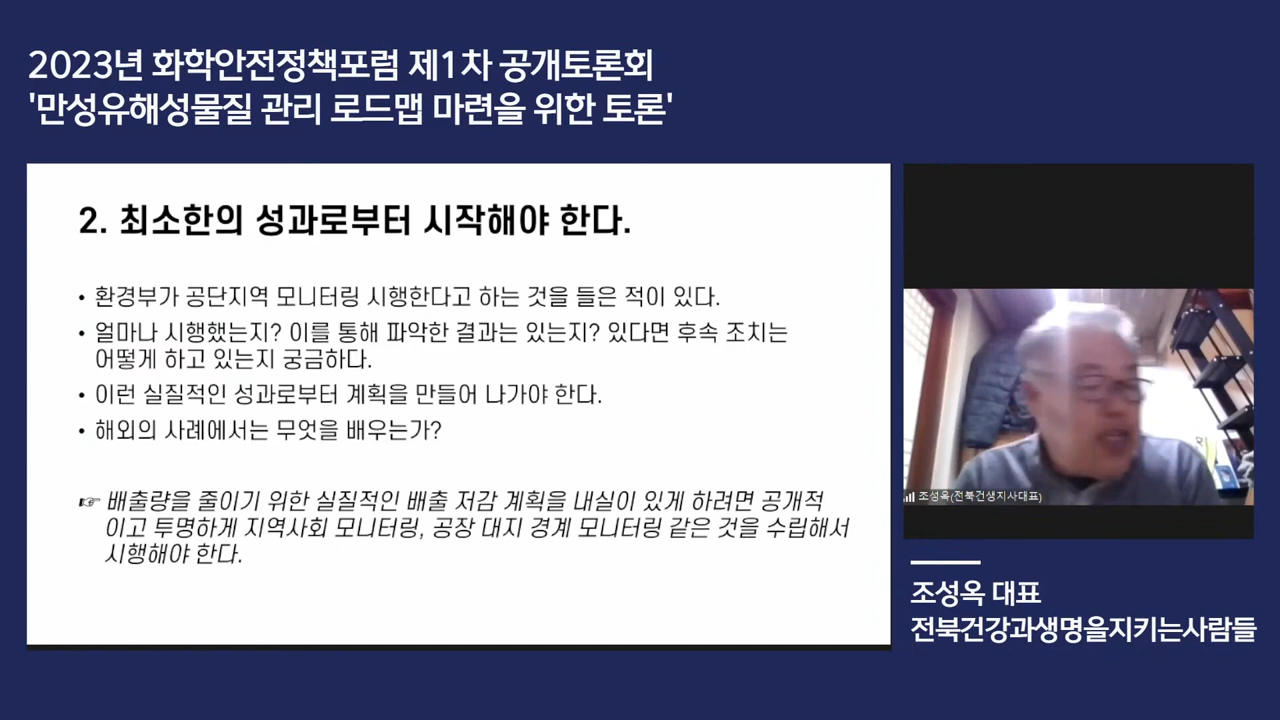 2023년 화학안전정책포럼 제1차 공개토론회
'만성유해성물질 관리 로드맵 마련을 위한 토론'
2. 최소한의 성과로부터 시작해야 한다.
• 환경부가 공단지역 모니터링 시행한다고 하는 것을 들은 적이 있다.
• 얼마나 시행했는지? 이를 통해 파악한 결과는 있는지? 있다면 후속 조치는
어떻게 하고 있는지 궁금하다.
• 이런 실질적인 성과로부터 계획을 만들어 나가야 한다.
• 해외의 사례에서는 무엇을 배우는가?
☞ 배출량을 줄이기 위한 실질적인 배출 저감 계획을 내실이 있게 하려면 공개적
이고 투명하게 지역사회 모니터링, 공장 대지 경계 모니터링 같은 것을 수립해서
시행해야 한다.
조성옥(전북건생지사대표)
조성옥 대표
전북건강과생명을지키는사람들